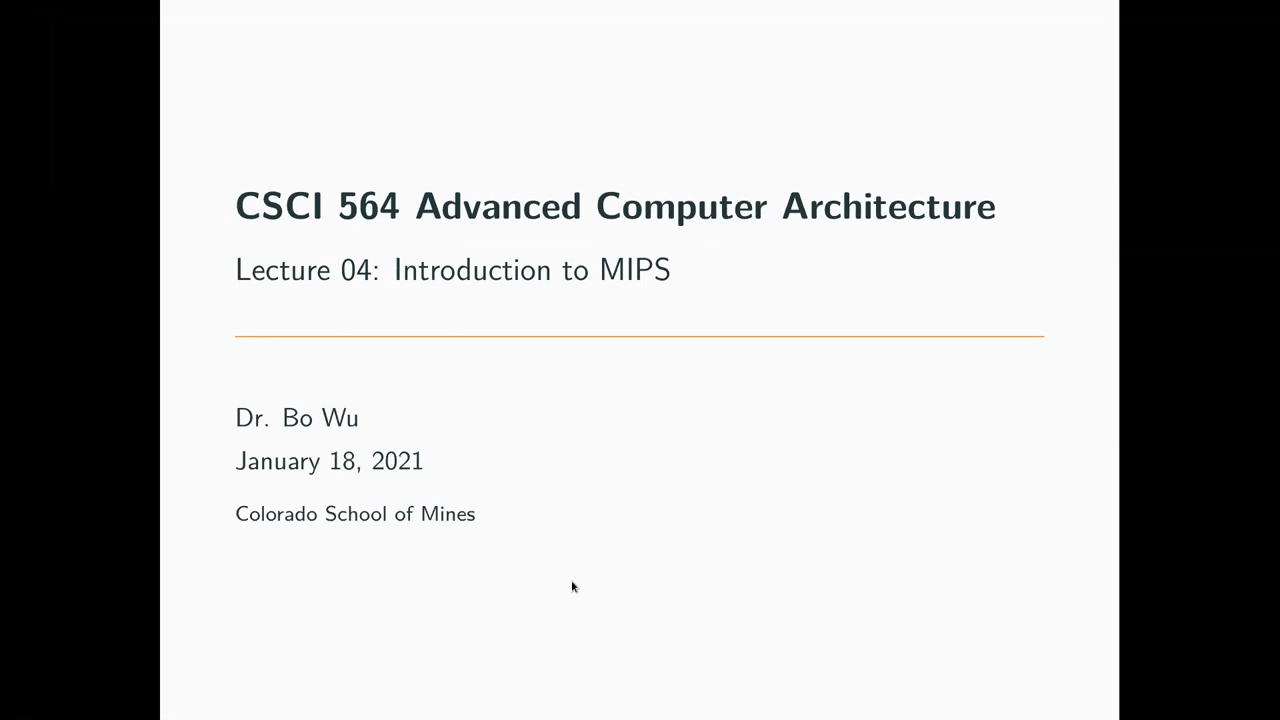 CSCI 564 Advanced Computer Architecture
Lecture 04: Introduction to MIPS
Dr. Bo Wu
January 18, 2021
Colorado School of Mines